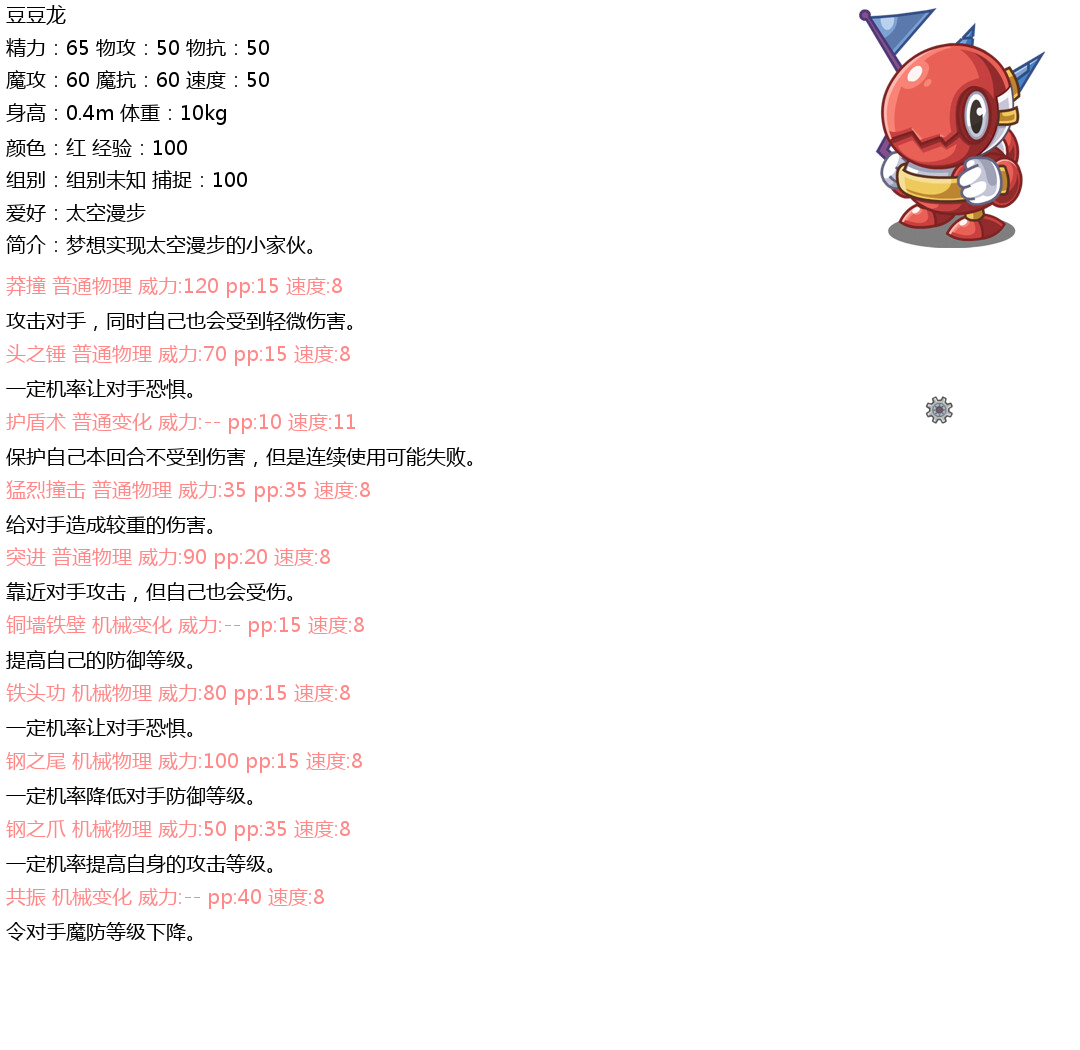 豆豆龙
精力：65 物攻：50 物抗：50
魔攻：60 魔抗：60 速度：50
身高：0.4m 体重：10kg
颜色：红 经验：100
组别：组别未知 捕捉：100
爱好：太空漫步
简介：梦想实现太空漫步的小家伙。
莽撞 普通物理 威力:120 pp:15 速度:8
攻击对手，同时自己也会受到轻微伤害。
头之锤 普通物理 威力:70 pp:15 速度:8
一定机率让对手恐惧。
护盾术 普通变化 威力:-- pp:10 速度:11
保护自己本回合不受到伤害，但是连续使用可能失败。
猛烈撞击 普通物理 威力:35 pp:35 速度:8
给对手造成较重的伤害。
突进 普通物理 威力:90 pp:20 速度:8
靠近对手攻击，但自己也会受伤。
铜墙铁壁 机械变化 威力:-- pp:15 速度:8
提高自己的防御等级。
铁头功 机械物理 威力:80 pp:15 速度:8
一定机率让对手恐惧。
钢之尾 机械物理 威力:100 pp:15 速度:8
一定机率降低对手防御等级。
钢之爪 机械物理 威力:50 pp:35 速度:8
一定机率提高自身的攻击等级。
共振 机械变化 威力:-- pp:40 速度:8
令对手魔防等级下降。